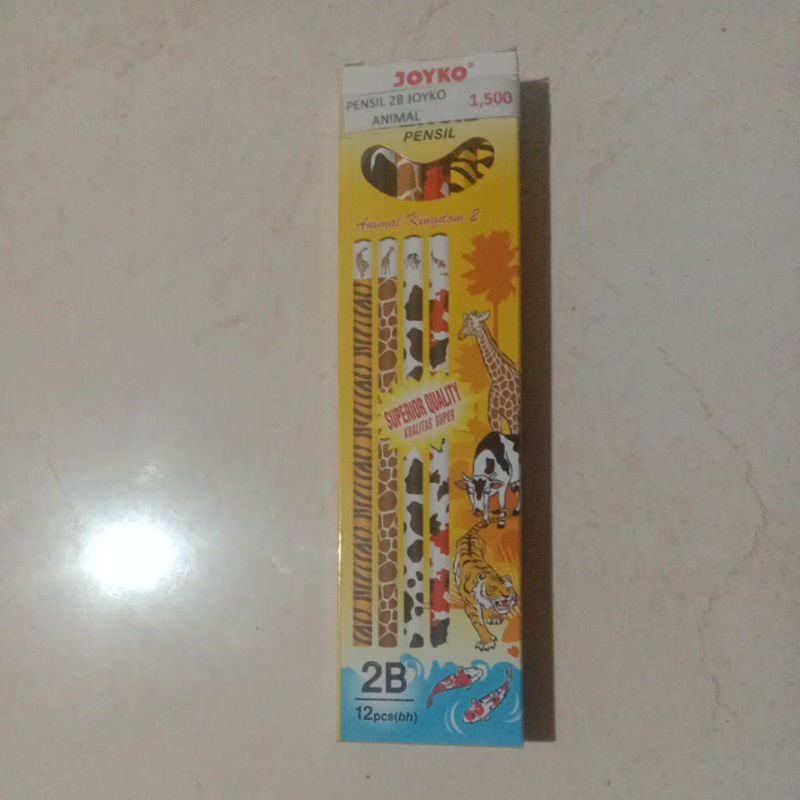 JOYKO®
PENSIL 2B JOYKO 1,500
ANIMAL
PENSIL
Animal Kingdom 2
SUPERIOR QUALITY
KUALITAS SUPER
2B
12pcs(bh)